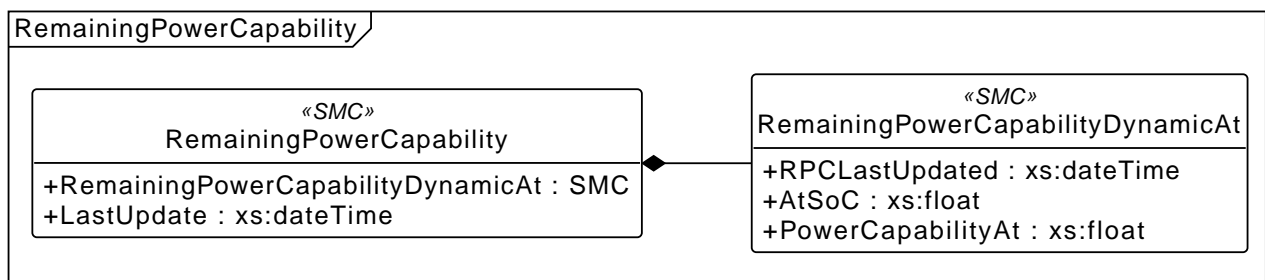 RemainingPowerCapability
«SMC»
RemainingPowerCapability
+RemainingPowerCapabilityDynamicAt : SMC
+LastUpdate : xs:dateTime
«SMC»
RemainingPowerCapabilityDynamicAt
+RPCLastUpdated : xs:dateTime
+AtSoC : xs:float
+PowerCapabilityAt : xs:float